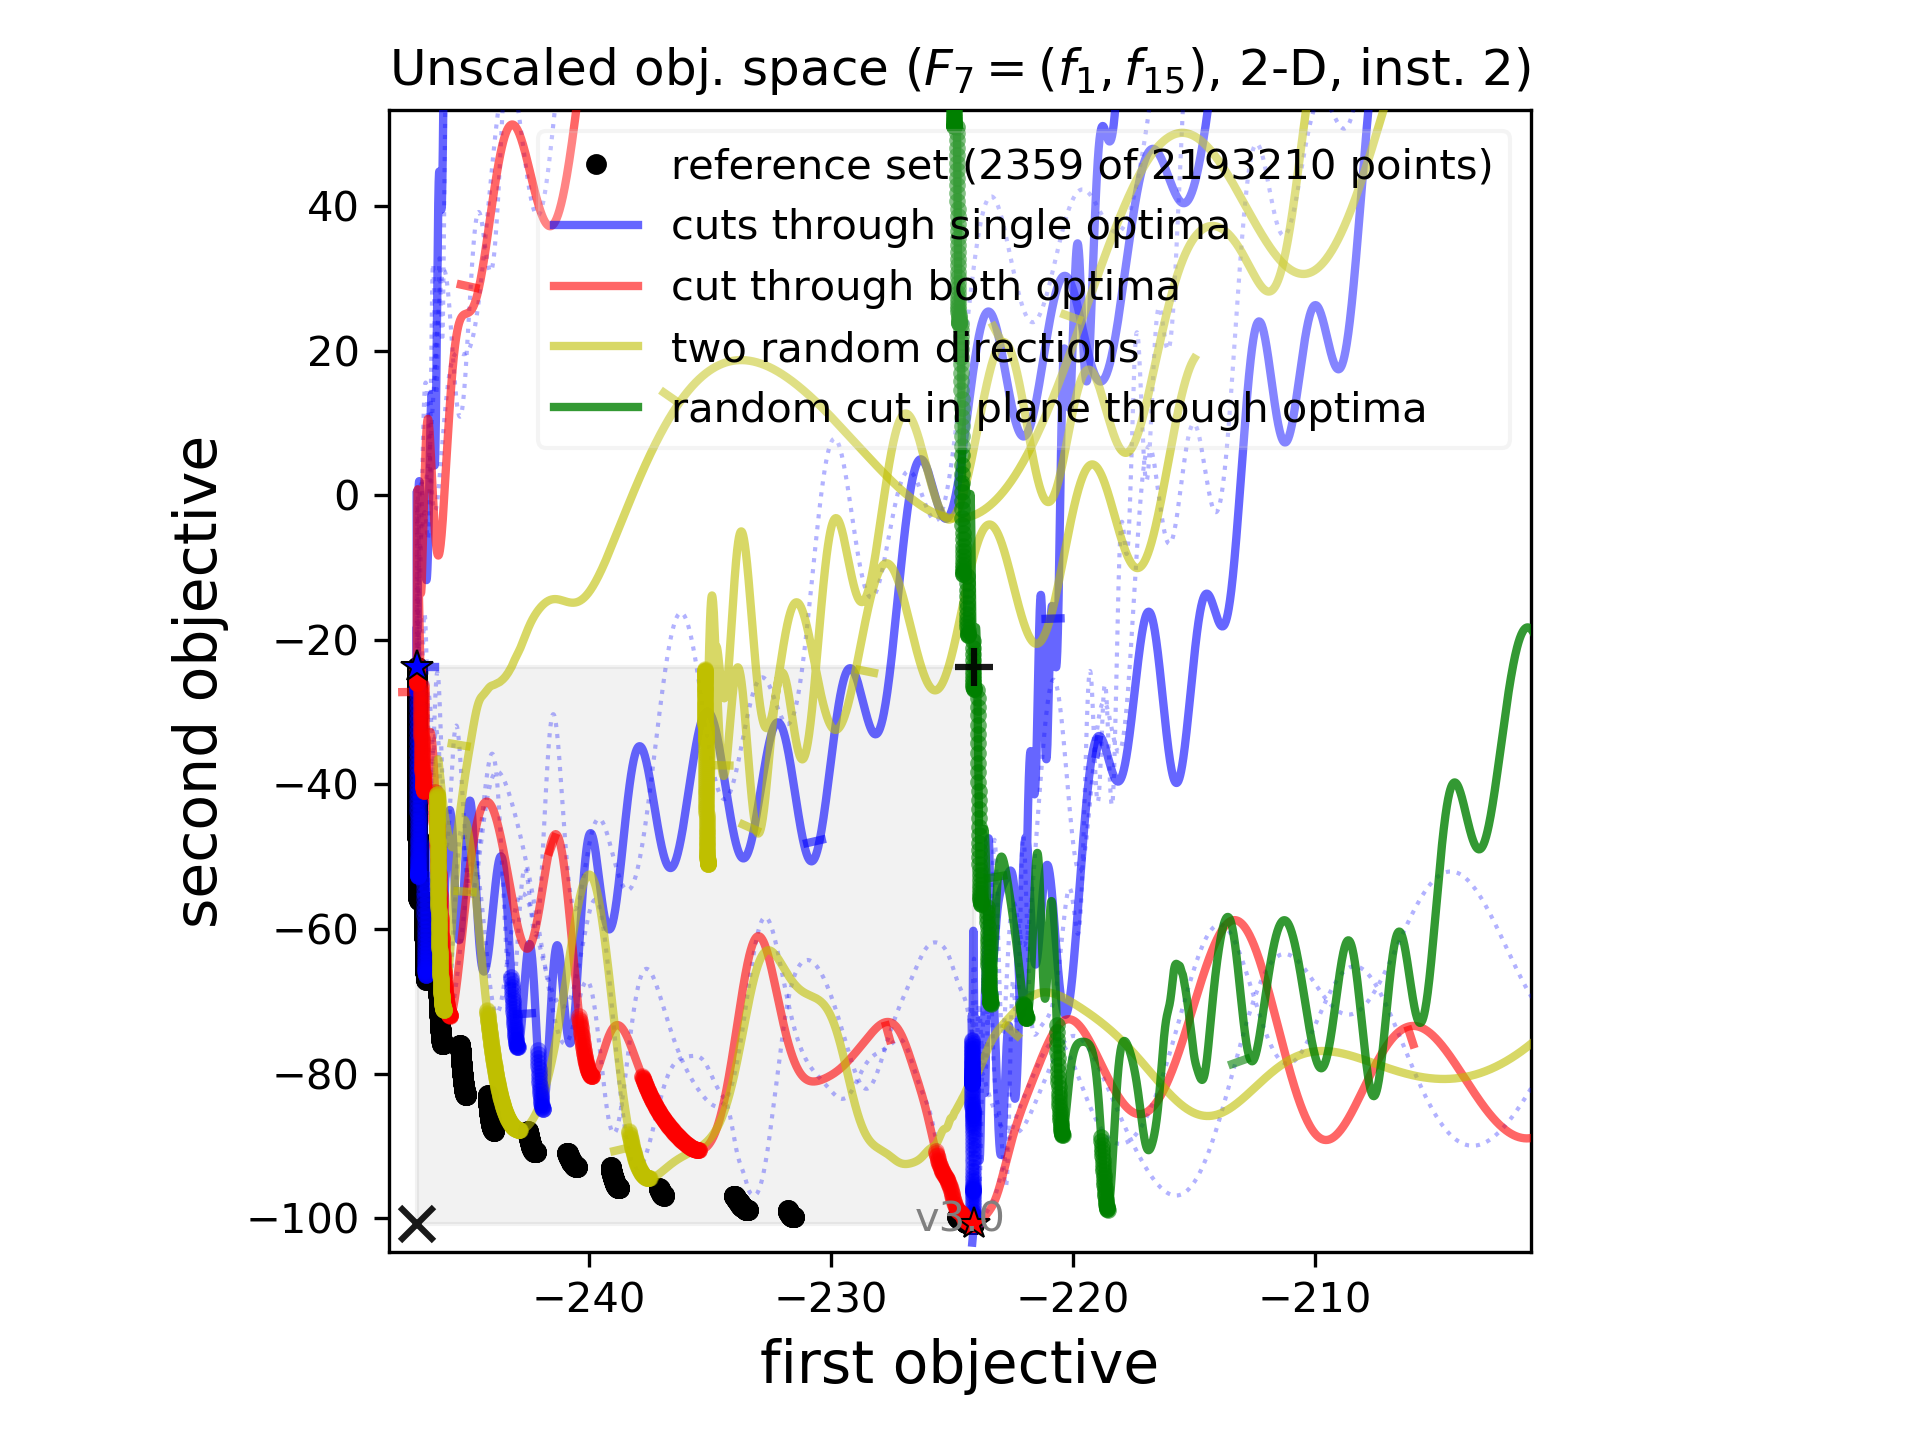 Unscaled obj. space (F₇ = (f₁, f₁₅), 2-D, inst. 2)
reference set (2359 of 2193210 points)
cuts through single optima
cut through both optima
two random directions
random cut in plane through optima
40
20
0
−20
−40
−60
−80
−100
second objective
v3.0
−240
−230
−220
−210
first objective